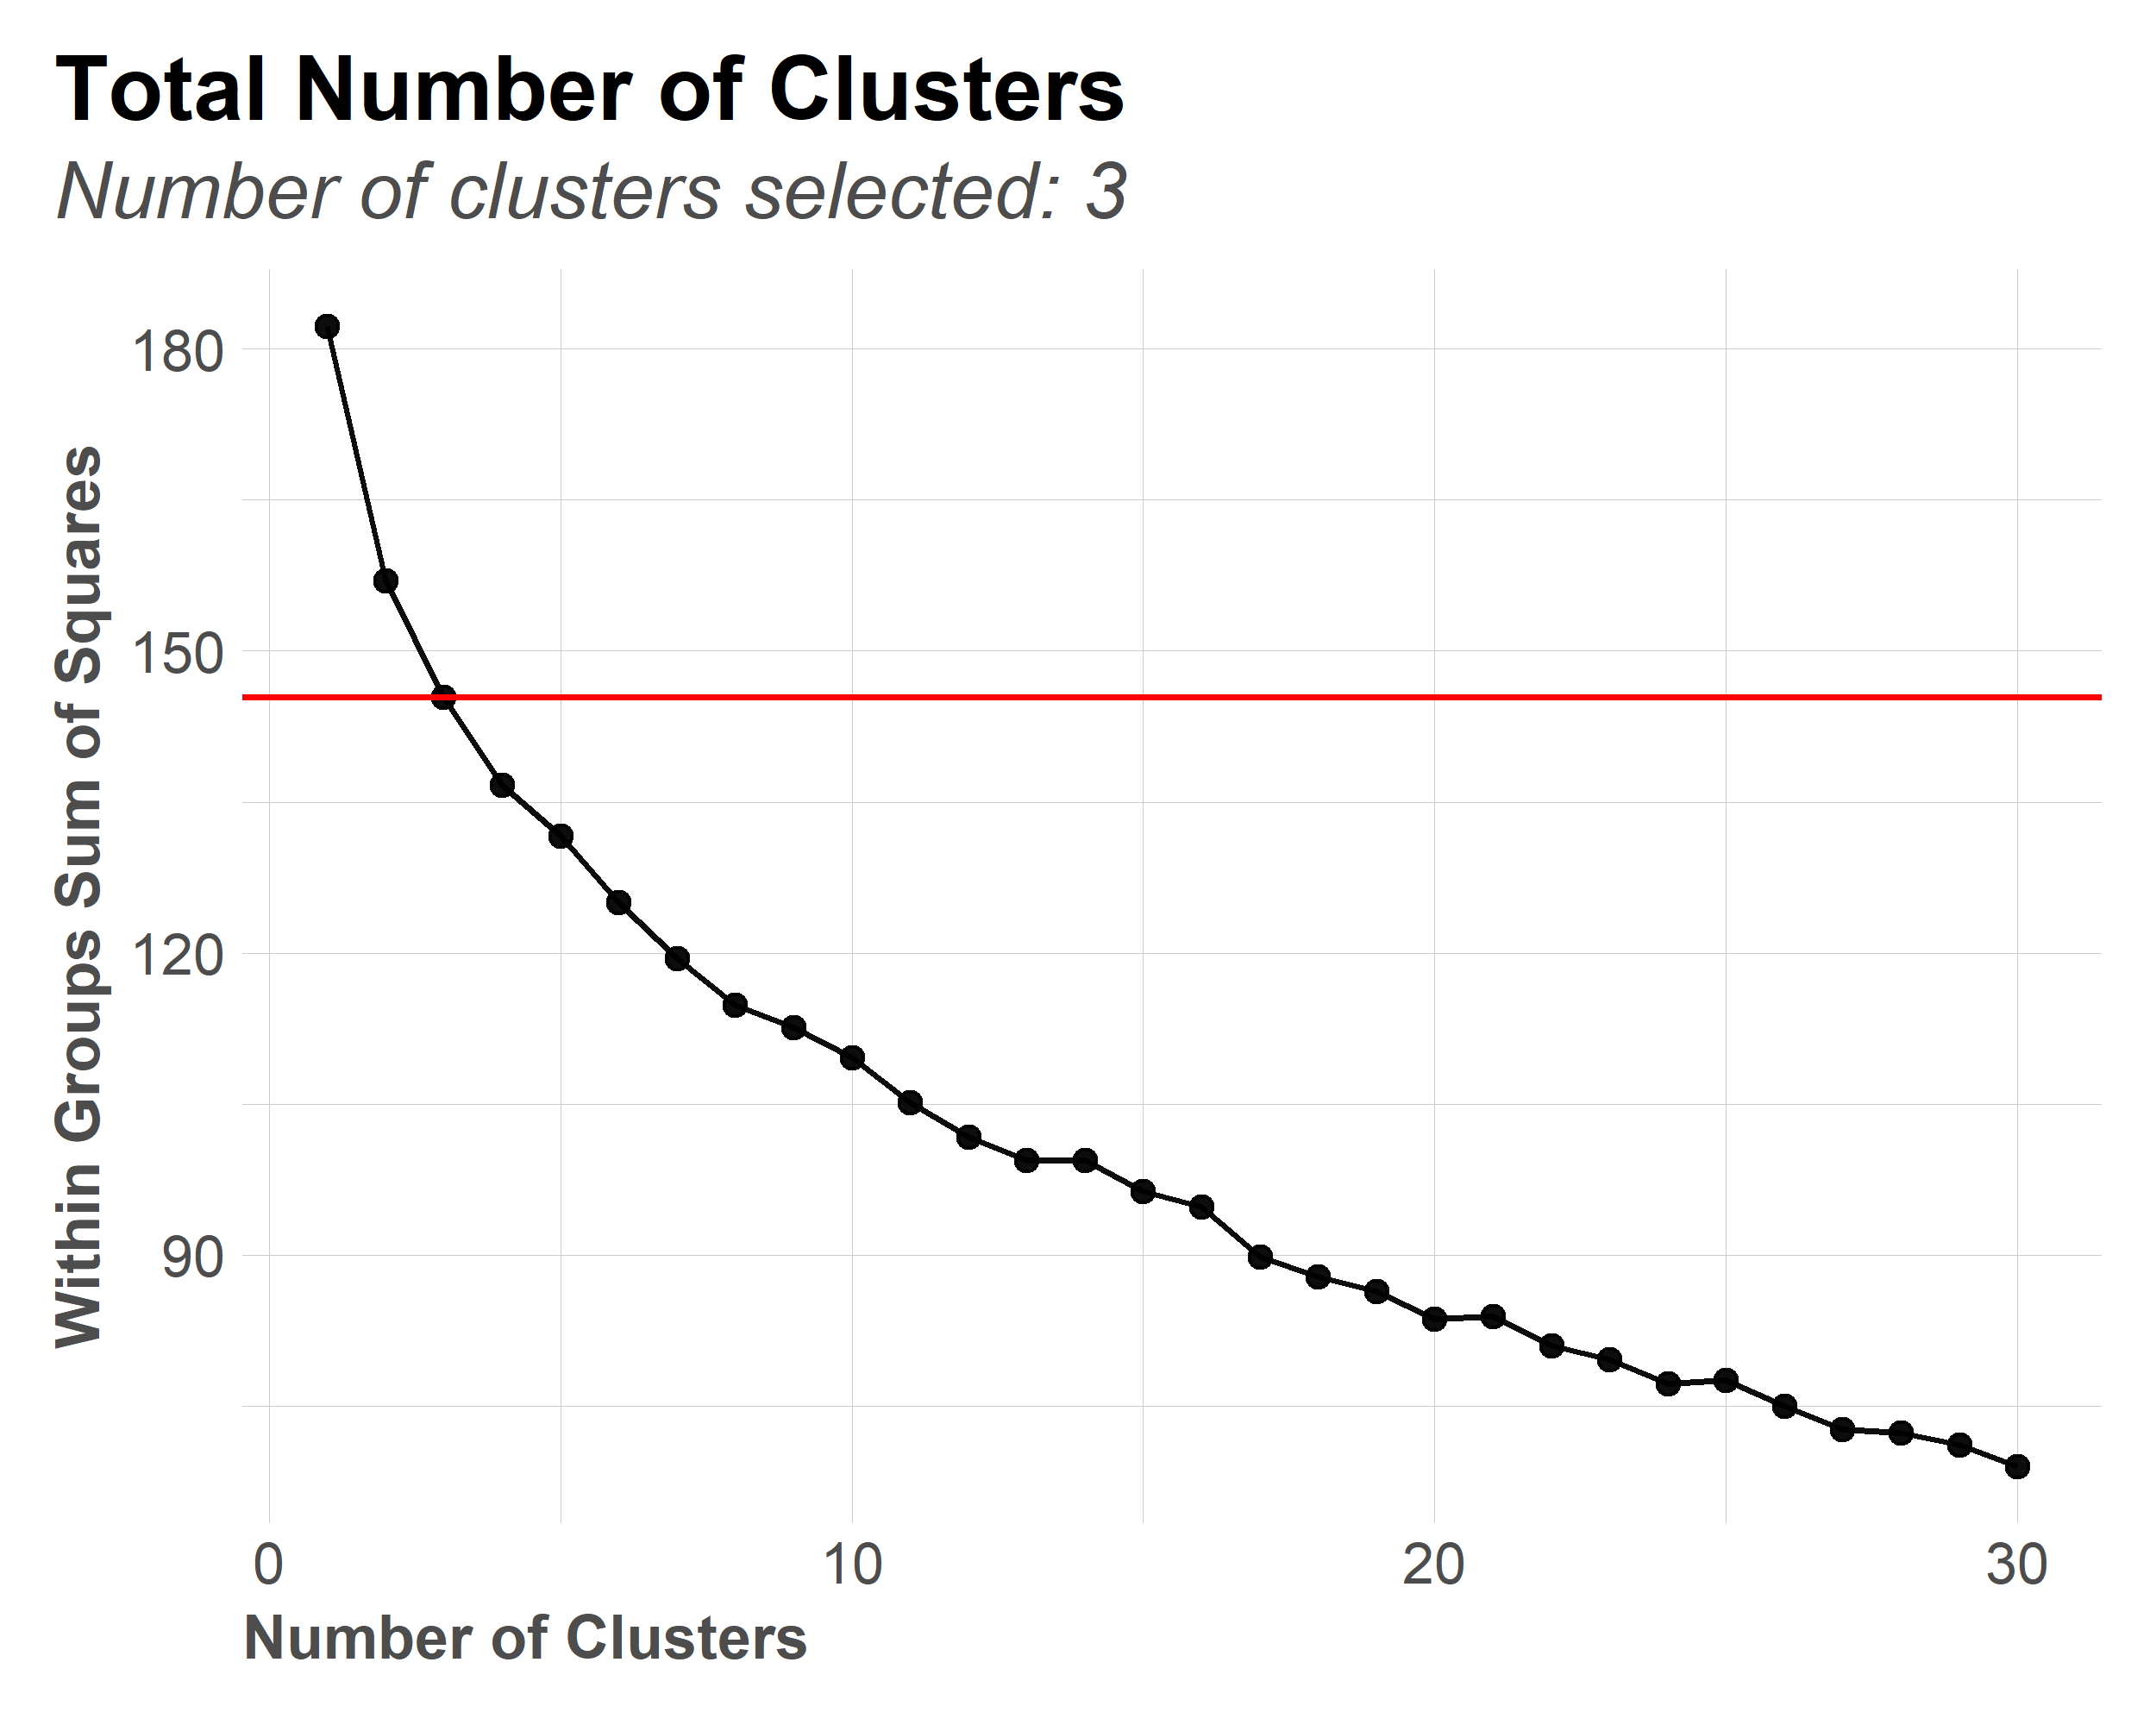 Total Number of Clusters
Number of clusters selected: 3
Within Groups Sum of Squares
180
150
120
90
0 10 20 30
Number of Clusters